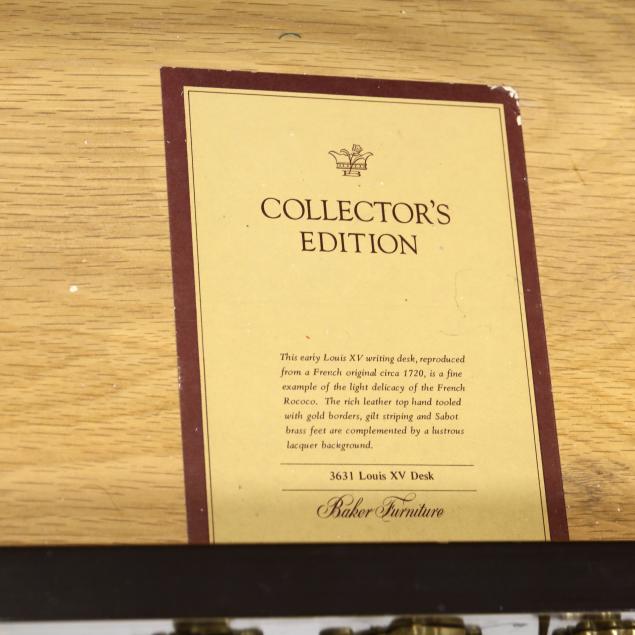 COLLECTOR'S
EDITION
This early Louis XV writing desk, reproduced
from a French original circa 1720, is a fine
example of the light delicacy of the French
Rococo. The rich leather top hand tooled
with gold borders, gilt striping and Sabot
brass feet are complemented by a lustrous
lacquer background.
3631 Louis XV Desk
Baker Furniture